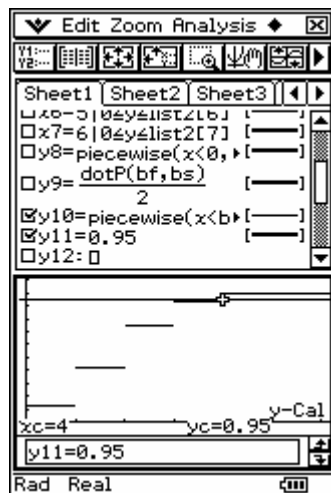 Edit Zoom Analysis ◆
Y1:
Y2:
Sheet1 Sheet2 Sheet3
x6=5|0≤y≤list2[6] [—]
x7=6|0≤y≤list2[7] [—]
y8=piecewise(x<0, [—]
y9=dotP(bf,bs)/2 [—]
y10=piecewise(x<b [—]
y11=0.95 [—]
y12:▯
y-Cal
xc=4 yc=0.95
y11=0.95
Rad Real